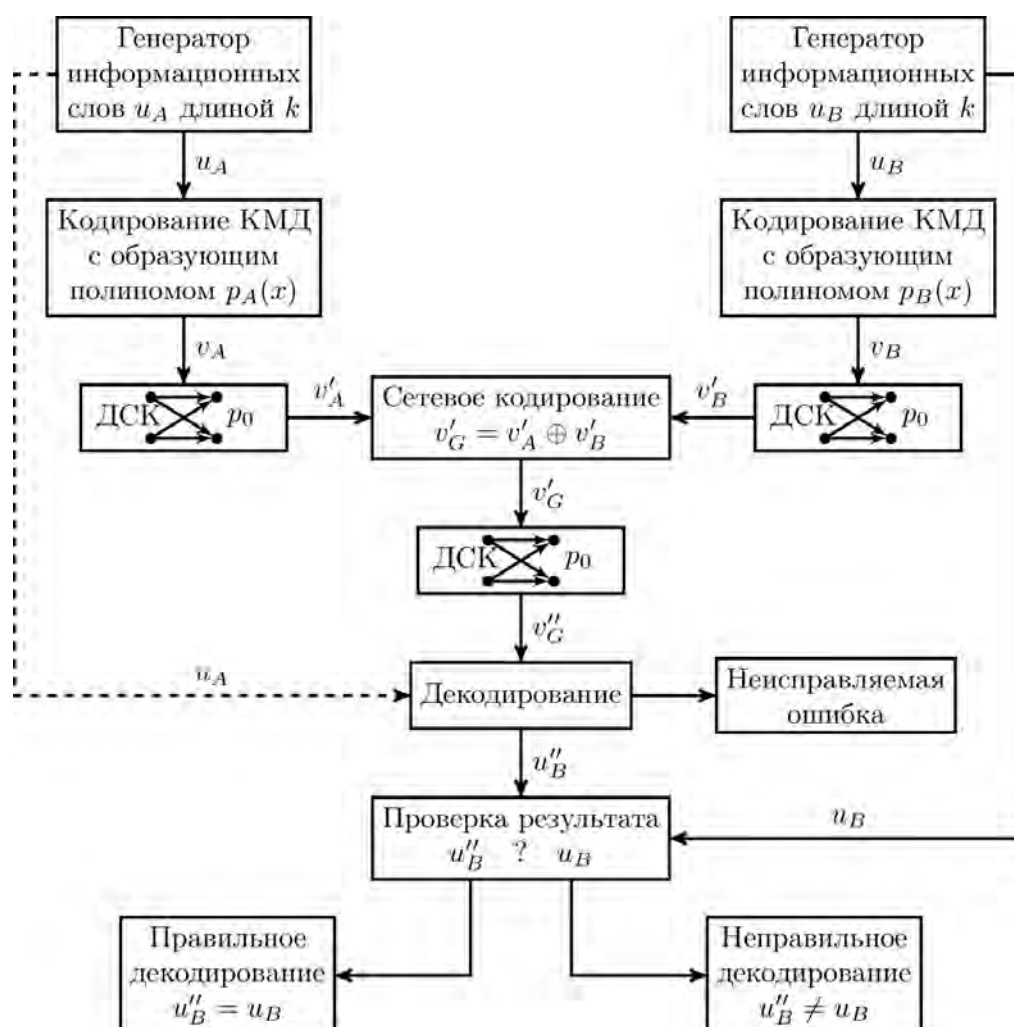 Генератор
информационных
слов u_A длиной k
Генератор
информационных
слов u_B длиной k
u_A
u_B
Кодирование КМД
с образующим
полиномом p_A(x)
Кодирование КМД
с образующим
полиномом p_B(x)
v_A
v_B
ДСК p_0
v′_A
Сетевое кодирование
v′_G = v′_A ⊕ v′_B
v′_B
ДСК p_0
v′_G
ДСК p_0
v″_G
u_A
Декодирование
Неисправляемая
ошибка
u″_B
Проверка результата
u″_B ? u_B
u_B
Правильное
декодирование
u″_B = u_B
Неправильное
декодирование
u″_B ≠ u_B